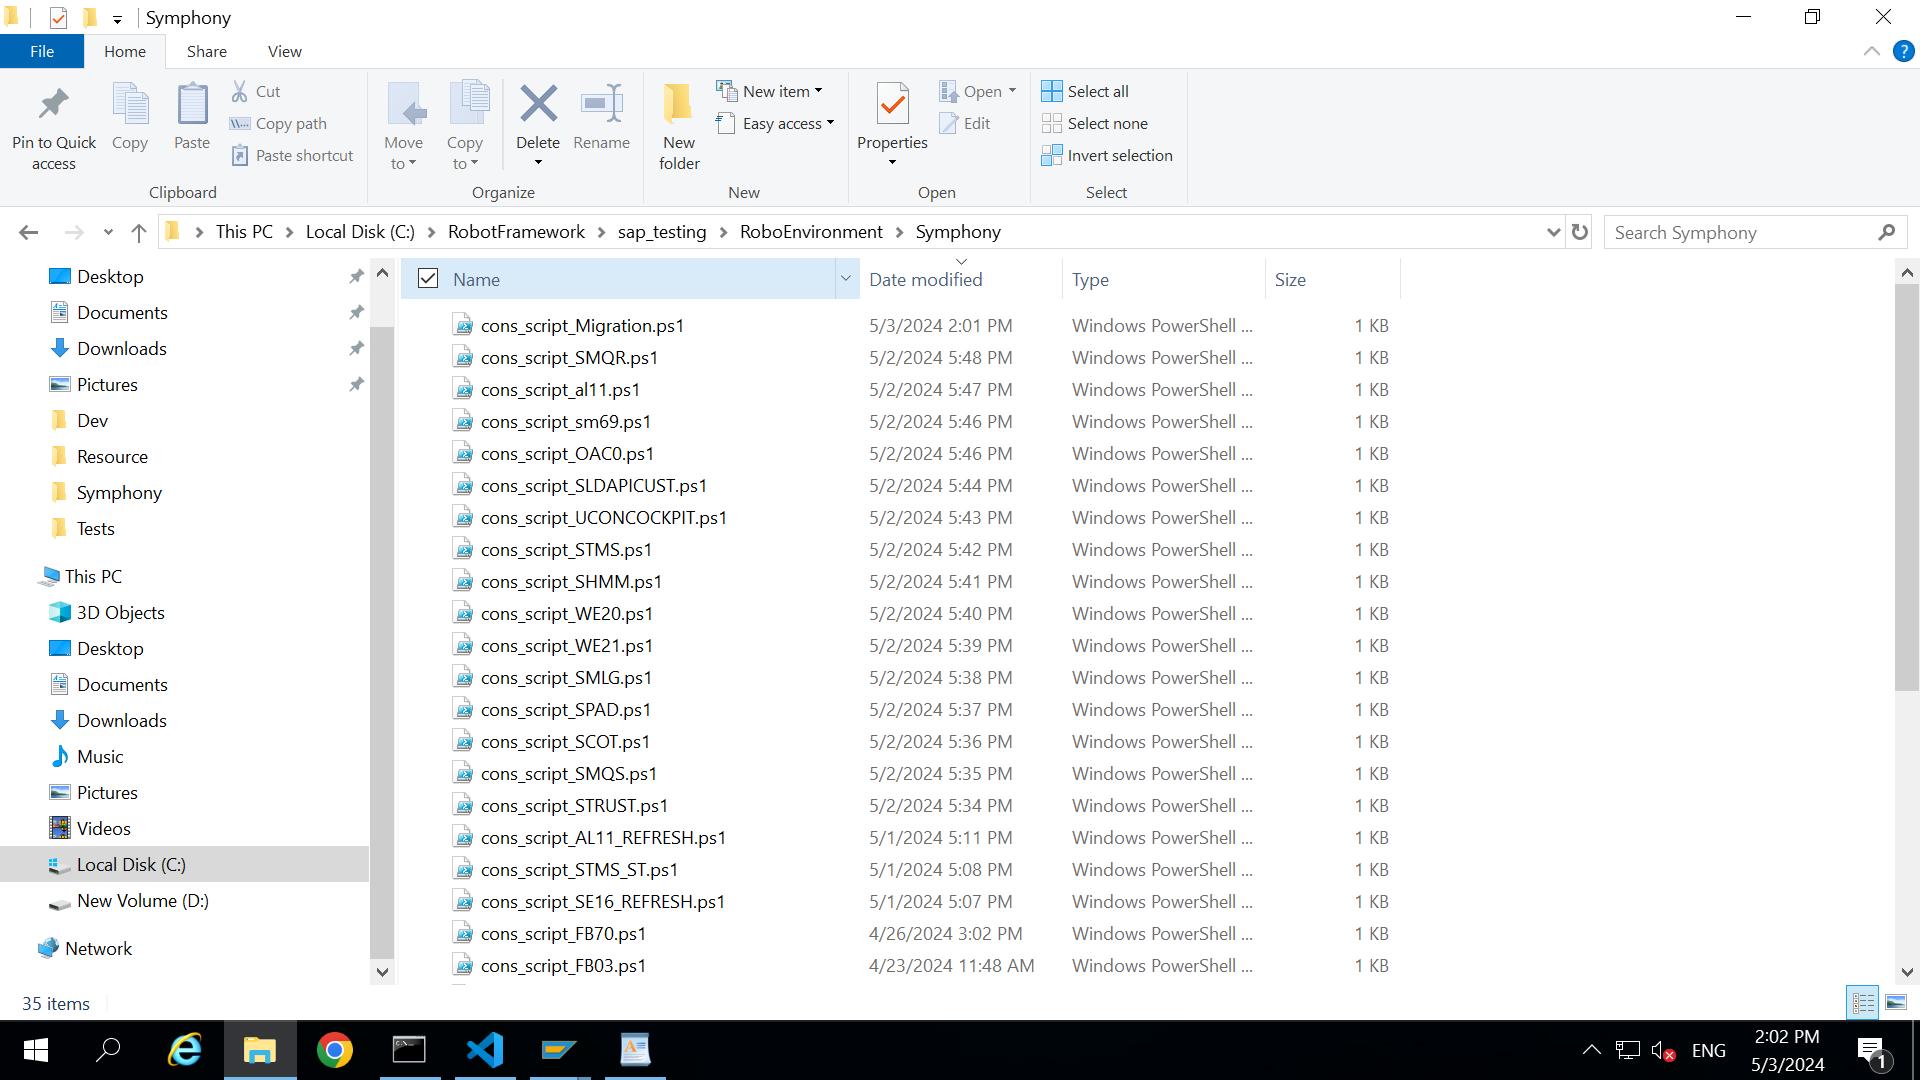 Symphony
File Home Share View
Pin to Quick access
Copy
Paste
Cut
Copy path
Paste shortcut
Clipboard
Move to
Copy to
Delete
Rename
Organize
New folder
New item
Easy access
New
Properties
Open
Edit
Open
Select all
Select none
Invert selection
Select
This PC > Local Disk (C:) > RobotFramework > sap_testing > RoboEnvironment > Symphony
Search Symphony
Desktop
Documents
Downloads
Pictures
Dev
Resource
Symphony
Tests
This PC
3D Objects
Desktop
Documents
Downloads
Music
Pictures
Videos
Local Disk (C:)
New Volume (D:)
Network
Name Date modified Type Size
cons_script_Migration.ps1 5/3/2024 2:01 PM Windows PowerShell ... 1 KB
cons_script_SMQR.ps1 5/2/2024 5:48 PM Windows PowerShell ... 1 KB
cons_script_al11.ps1 5/2/2024 5:47 PM Windows PowerShell ... 1 KB
cons_script_sm69.ps1 5/2/2024 5:46 PM Windows PowerShell ... 1 KB
cons_script_OAC0.ps1 5/2/2024 5:46 PM Windows PowerShell ... 1 KB
cons_script_SLDAPICUST.ps1 5/2/2024 5:44 PM Windows PowerShell ... 1 KB
cons_script_UCONCOCKPIT.ps1 5/2/2024 5:43 PM Windows PowerShell ... 1 KB
cons_script_STMS.ps1 5/2/2024 5:42 PM Windows PowerShell ... 1 KB
cons_script_SHMM.ps1 5/2/2024 5:41 PM Windows PowerShell ... 1 KB
cons_script_WE20.ps1 5/2/2024 5:40 PM Windows PowerShell ... 1 KB
cons_script_WE21.ps1 5/2/2024 5:39 PM Windows PowerShell ... 1 KB
cons_script_SMLG.ps1 5/2/2024 5:38 PM Windows PowerShell ... 1 KB
cons_script_SPAD.ps1 5/2/2024 5:37 PM Windows PowerShell ... 1 KB
cons_script_SCOT.ps1 5/2/2024 5:36 PM Windows PowerShell ... 1 KB
cons_script_SMQS.ps1 5/2/2024 5:35 PM Windows PowerShell ... 1 KB
cons_script_STRUST.ps1 5/2/2024 5:34 PM Windows PowerShell ... 1 KB
cons_script_AL11_REFRESH.ps1 5/1/2024 5:11 PM Windows PowerShell ... 1 KB
cons_script_STMS_ST.ps1 5/1/2024 5:08 PM Windows PowerShell ... 1 KB
cons_script_SE16_REFRESH.ps1 5/1/2024 5:07 PM Windows PowerShell ... 1 KB
cons_script_FB70.ps1 4/26/2024 3:02 PM Windows PowerShell ... 1 KB
cons_script_FB03.ps1 4/23/2024 11:48 AM Windows PowerShell ... 1 KB
35 items
ENG
2:02 PM
5/3/2024
1